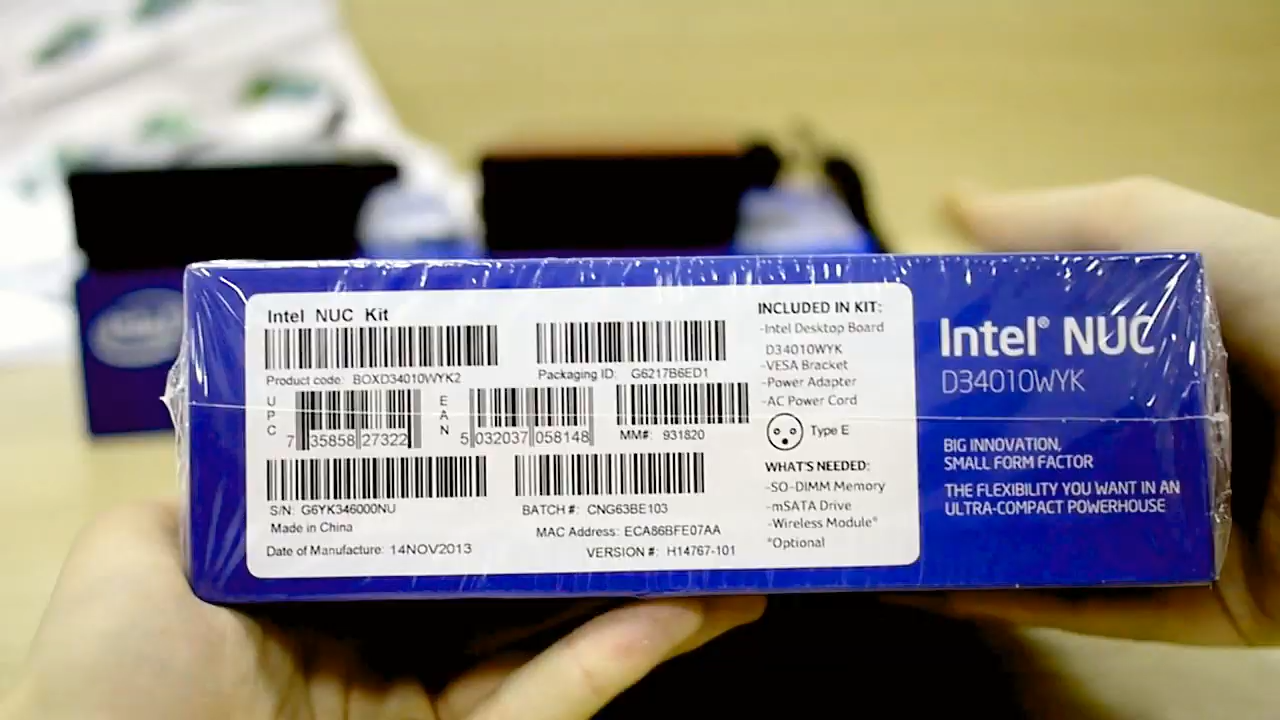 Intel NUC Kit
Product code: BOXD34010WYK2
Packaging ID: G6217B6ED1
UPC
7 35858 27322
EAN
5 032037 058148
MM#: 931820
S/N: G6YK346000NU
BATCH #: CNG63BE103
Made in China
MAC Address: ECA86BFE07AA
Date of Manufacture: 14NOV2013
VERSION #: H14767-101
INCLUDED IN KIT:
-Intel Desktop Board
D34010WYK
-VESA Bracket
-Power Adapter
-AC Power Cord
Type E
WHAT'S NEEDED:
-SO-DIMM Memory
-mSATA Drive
-Wireless Module*
*Optional
Intel® NUC
D34010WYK
BIG INNOVATION,
SMALL FORM FACTOR
THE FLEXIBILITY YOU WANT IN AN
ULTRA-COMPACT POWERHOUSE